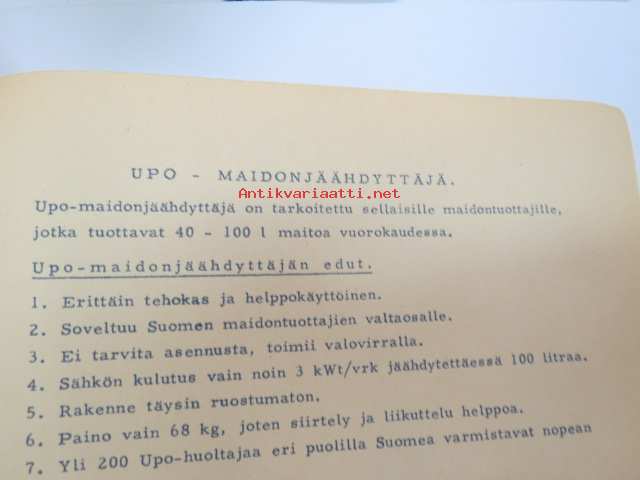 UPO - MAIDONJÄÄHDYTTÄJÄ.
Antikvariaatti.net
Upo-maidonjäähdyttäjä on tarkoitettu sellaisille maidontuottajille,
jotka tuottavat 40 - 100 l maitoa vuorokaudessa.
Upo-maidonjäähdyttäjän edut.
1. Erittäin tehokas ja helppokäyttöinen.
2. Soveltuu Suomen maidontuottajien valtaosalle.
3. Ei tarvita asennusta, toimii valovirralla.
4. Sähkön kulutus vain noin 3 kWt/vrk jäähdytettäessä 100 litraa.
5. Rakenne täysin ruostumaton.
6. Paino vain 68 kg, joten siirtely ja liikuttelu helppoa.
7. Yli 200 Upo-huoltajaa eri puolilla Suomea varmistavat nopean